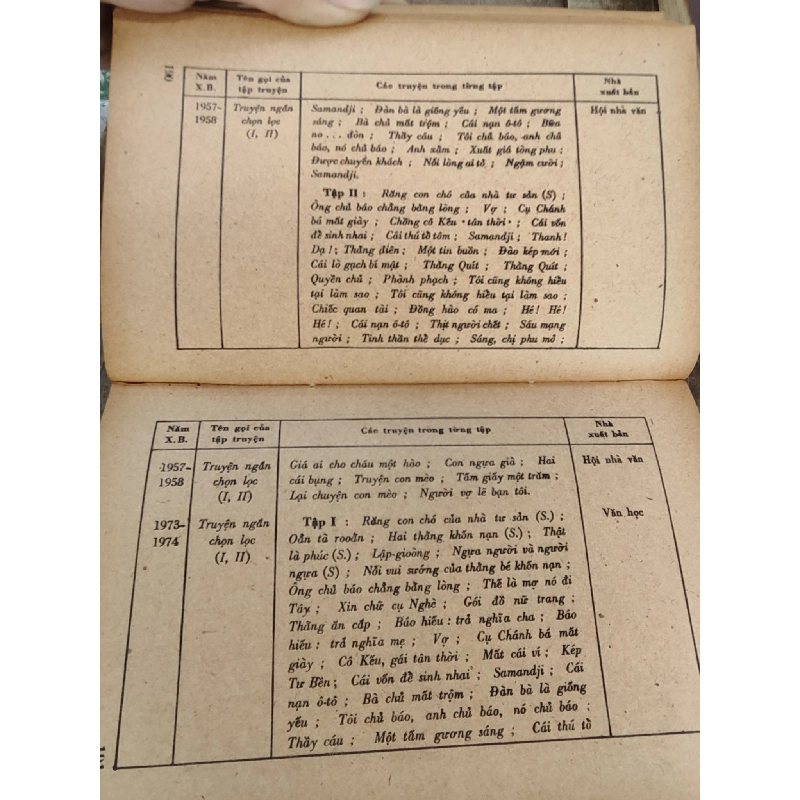 190
Năm X.B. Tên gọi của tập truyện Các truyện trong từng tập Nhà xuất bản
1957- Truyện ngắn Samandji ; Đàn bà là giống yếu ; Một tấm gương Hội nhà văn
1958 chọn lọc sáng ; Bà chủ mất trộm ; Cái nạn ô-tô ; Bữa
(I, II) no ... đòn ; Thầy cáu ; Tôi chủ báo, anh chủ
báo, nó chủ báo ; Anh xẩm ; Xuất giá tòng phu ;
Được chuyến khách ; Nỗi lòng ai tỏ ; Ngậm cười ;
Samandji.
Tập II : Răng con chó của nhà tư sản (S) ;
Ông chủ báo chẳng bằng lòng ; Vợ ; Cụ Chánh
bá mất giày ; Chồng cô Kếu «tân thời» ; Cái vốn
để sinh nhai ; Cái thú tổ tôm ; Samandji ; Thanh!
Dạ! ; Thằng điên ; Một tin buồn ; Đào kép mới ;
Cái lò gạch bí mật ; Thằng Quít ; Thằng Quít ;
Quyền chủ ; Phành phạch ; Tôi cũng không hiểu
tại làm sao ; Tôi cũng không hiểu tại làm sao ;
Chiếc quan tài ; Đồng hào có ma ; Hé! Hé!
Hé! ; Cái nạn ô-tô ; Thịt người chết ; Sáu mạng
người ; Tinh thần thể dục ; Sáng, chị phu mỏ ;
Năm X.B. Tên gọi của tập truyện Các truyện trong từng tập Nhà xuất bản
1957- Truyện ngắn Giá ai cho cháu một hào ; Con ngựa già ; Hai Hội nhà văn
1958 chọn lọc cái bụng ; Truyện con mèo ; Tấm giấy một trăm ;
(I, II) Lại chuyện con mèo ; Người vợ lẽ bạn tôi.
1973- Truyện ngắn Tập I : Răng con chó của nhà tư sản (S.) ; Văn học
1974 chọn lọc Oẳn tà rroằn ; Hai thằng khốn nạn (S.) ; Thật
(I, II) là phúc (S.) ; Lập-gioòng ; Ngựa người và người
ngựa (S) ; Nỗi vui sướng của thằng bé khốn nạn ;
Ông chủ báo chẳng bằng lòng ; Thế là mợ nó đi
Tây ; Xin chữ cụ Nghè ; Gói đồ nữ trang ;
Thằng ăn cắp ; Báo hiếu : trả nghĩa cha ; Báo
hiếu : trả nghĩa mẹ ; Vợ ; Cụ Chánh bá mất
giày ; Cô Kếu, gái tân thời ; Mất cái ví ; Kép
Tư Bền ; Cái vốn để sinh nhai ; Samandji ; Cái
nạn ô-tô ; Bà chủ mất trộm ; Đàn bà là giống
yếu ; Tôi chủ báo, anh chủ báo, nó chủ báo ;
Thầy cáu ; Một tấm gương sáng ; Cái thú tổ